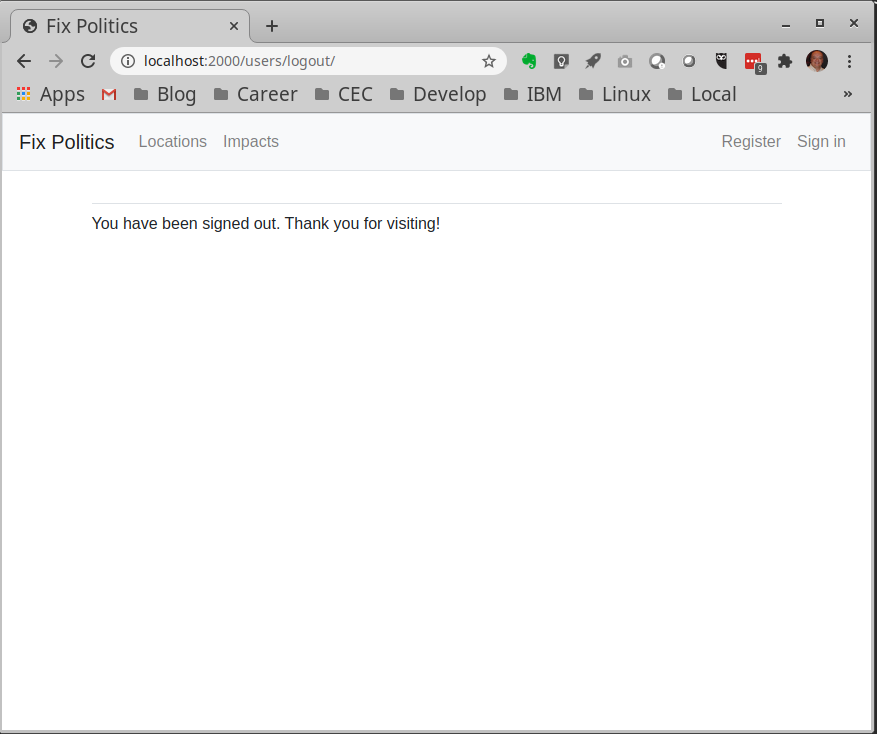 Fix Politics
localhost:2000/users/logout/
9
Apps Blog Career CEC Develop IBM Linux Local »
Fix Politics Locations Impacts Register Sign in
You have been signed out. Thank you for visiting!